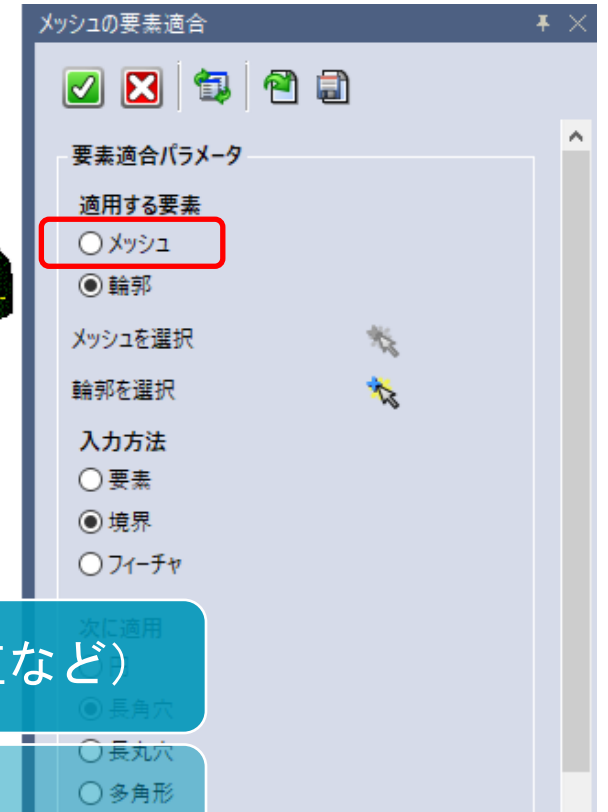 メッシュの要素適合
要素適合パラメータ
適用する要素
メッシュ
輪郭
メッシュを選択
輪郭を選択
入力方法
要素
境界
フィーチャ
次に適用
など）
円
長角穴
長丸穴
多角形